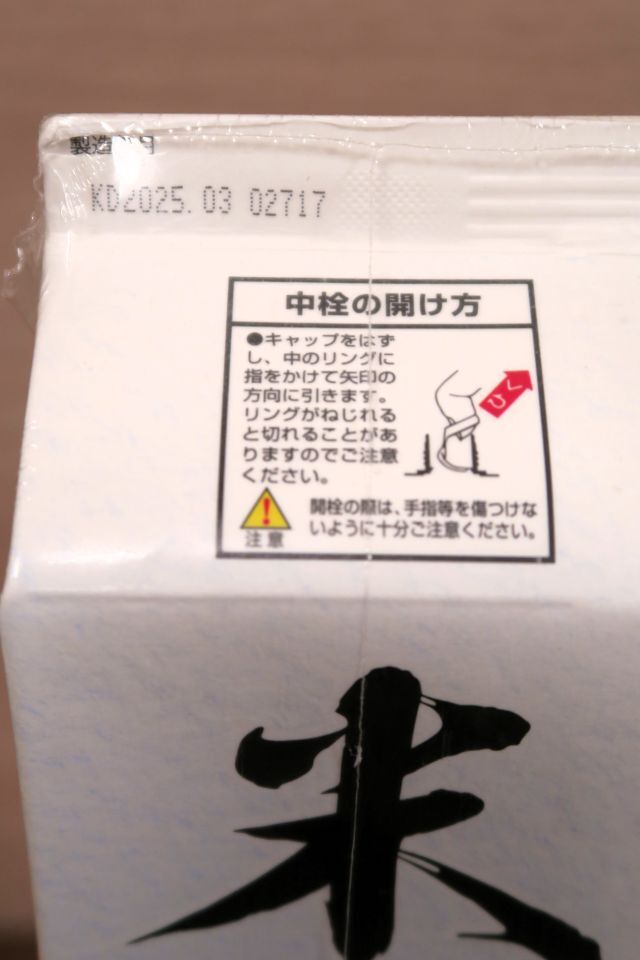 製造年月
KD2025.03 02717
中栓の開け方
●キャップをはず
し、中のリングに
指をかけて矢印の
方向に引きます。
リングがねじれる
と切れることがあ
りますのでご注意
ください。
ひく
注意
開栓の際は、手指等を傷つけな
いように十分ご注意ください。
米